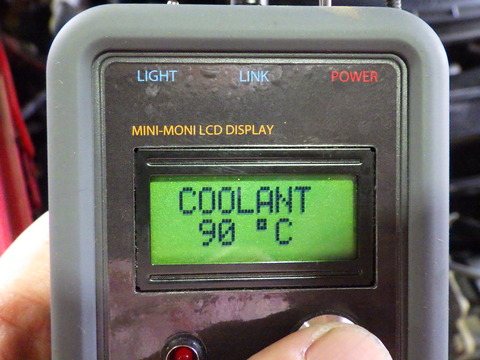 LIGHT LINK POWER
MINI-MONI LCD DISPLAY
COOLANT
90 °C